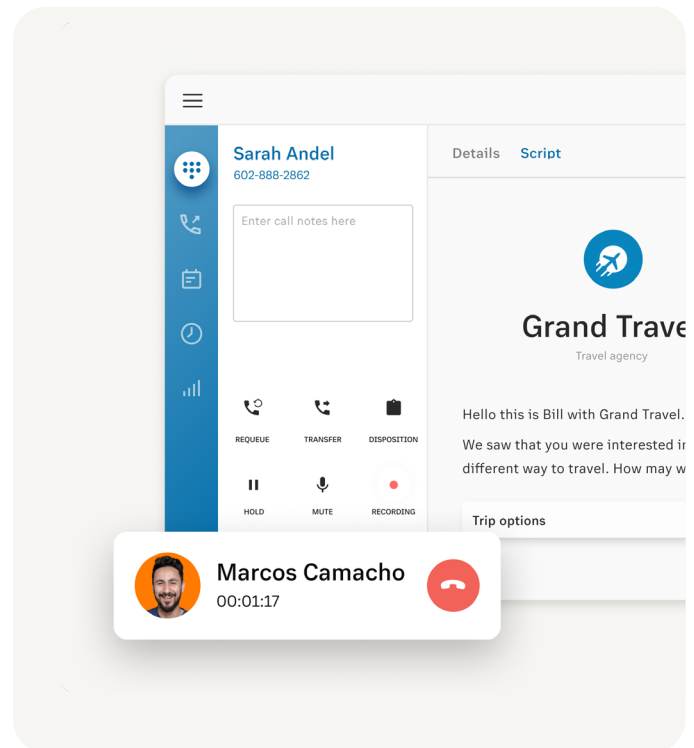 Sarah Andel
602-888-2862
Enter call notes here
REQUEUE TRANSFER DISPOSITION
HOLD MUTE RECORDING
Details Script
Grand Trave
Travel agency
Hello this is Bill with Grand Travel.
We saw that you were interested in
different way to travel. How may w
Trip options
Marcos Camacho
00:01:17